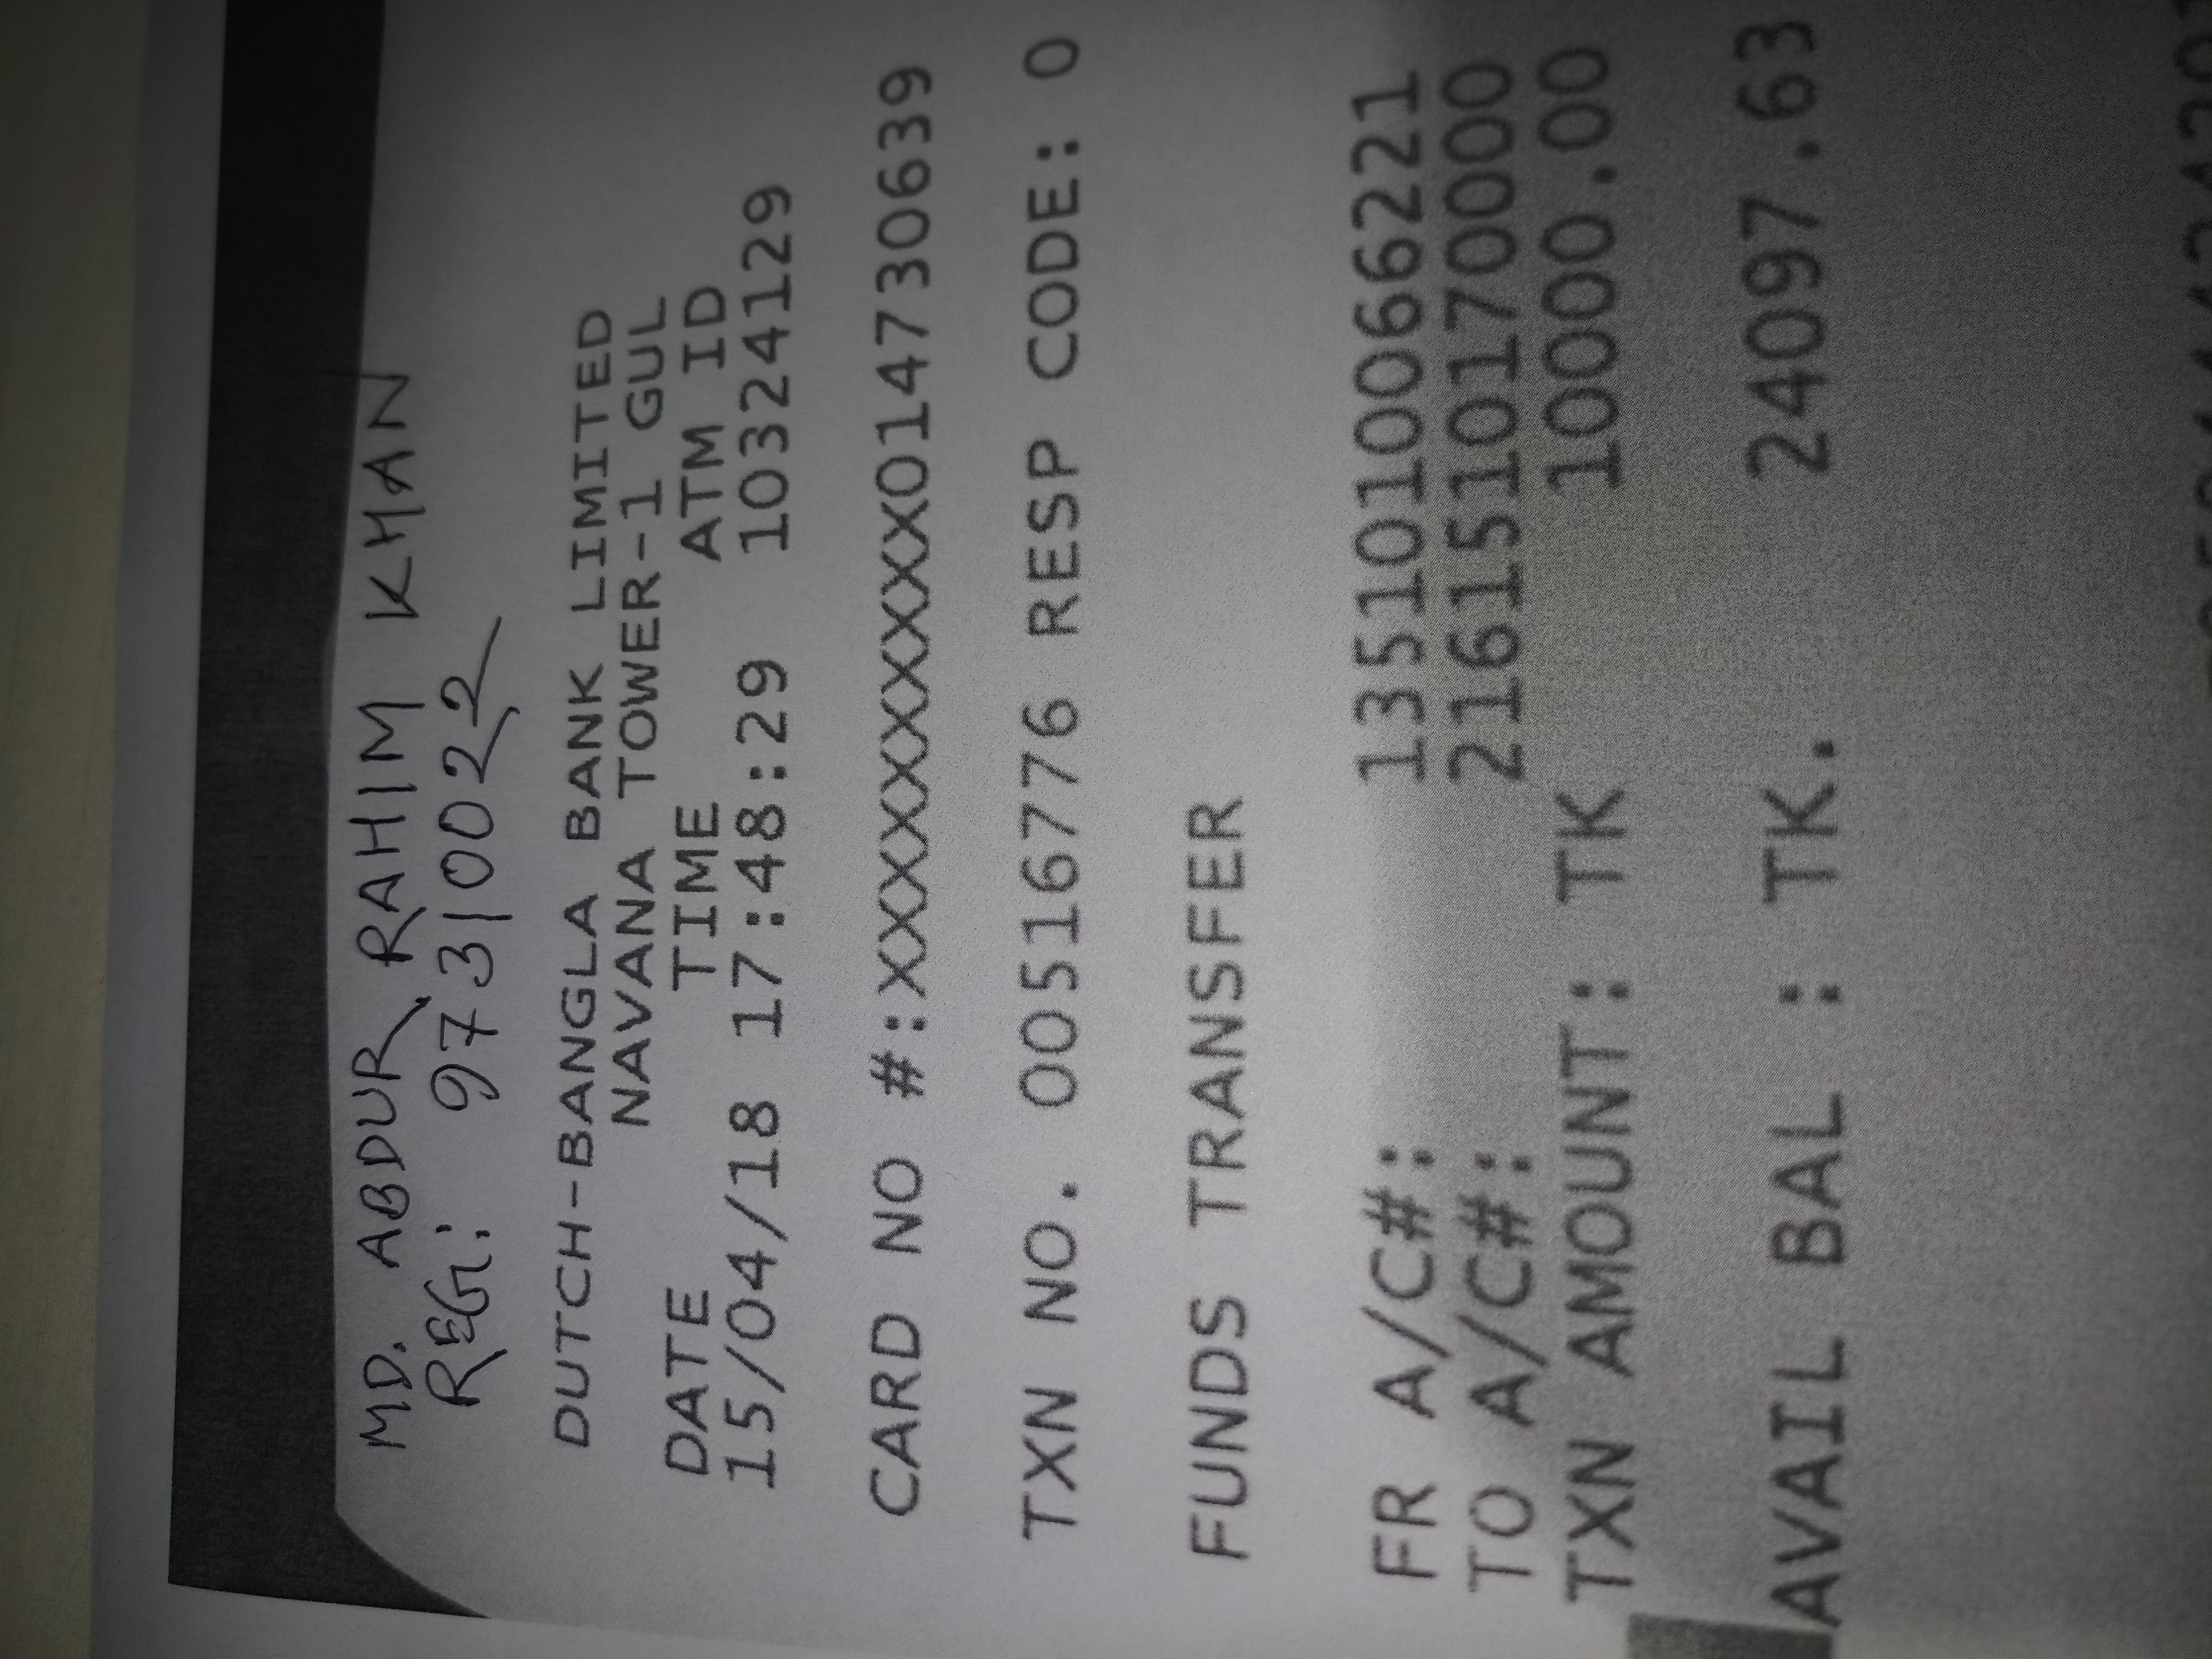 MD. ABDUR RAHIM KHAN
REG: 97310022
DUTCH-BANGLA BANK LIMITED
NAVANA TOWER-1 GUL
DATE TIME ATM ID
15/04/18 17:48:29 10324129
CARD NO #:XXXXXXXXXX014730639
TXN NO. 00516776 RESP CODE: 0
FUNDS TRANSFER
FR A/C#: 1351010066221
TO A/C#: 2161510170000
TXN AMOUNT: TK 10000.00
AVAIL BAL : TK. 24097.63